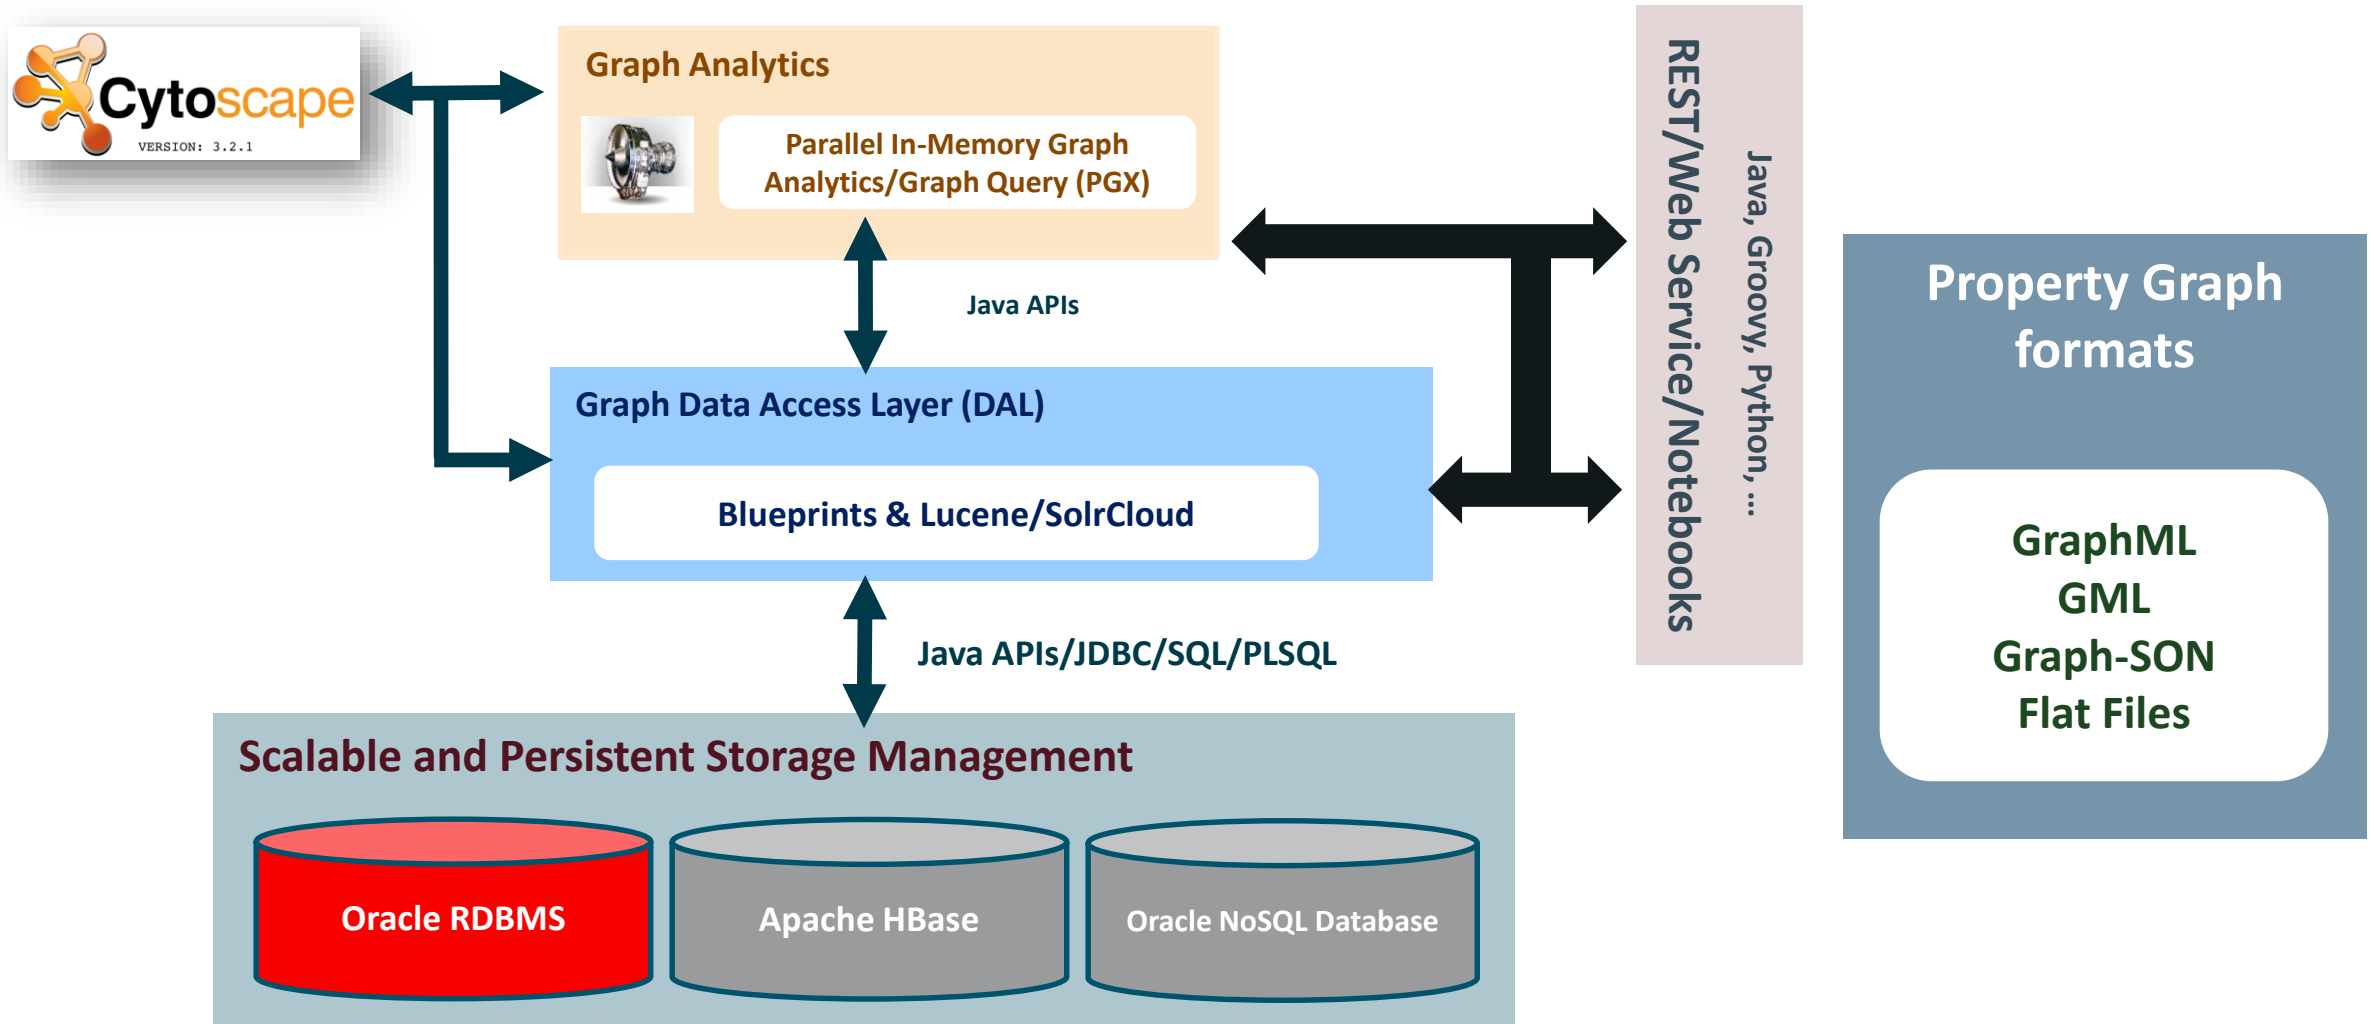 Cytoscape
VERSION: 3.2.1
Graph Analytics
Parallel In-Memory Graph
Analytics/Graph Query (PGX)
Java APIs
Graph Data Access Layer (DAL)
Blueprints & Lucene/SolrCloud
Java APIs/JDBC/SQL/PLSQL
Scalable and Persistent Storage Management
Oracle RDBMS
Apache HBase
Oracle NoSQL Database
REST/Web Service/Notebooks
Java, Groovy, Python, ...
Property Graph
formats
GraphML
GML
Graph-SON
Flat Files